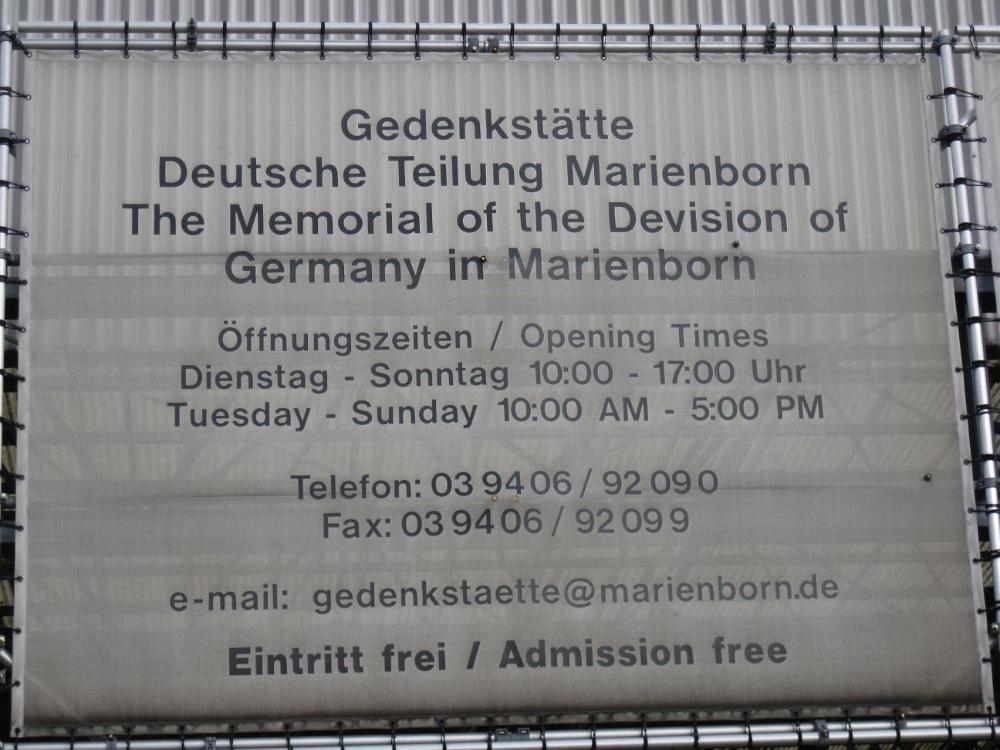 Gedenkstätte
Deutsche Teilung Marienborn
The Memorial of the Devision of
Germany in Marienborn
Öffnungszeiten / Opening Times
Dienstag - Sonntag 10:00 - 17:00 Uhr
Tuesday - Sunday 10:00 AM - 5:00 PM
Telefon: 03 94 06 / 92 09 0
Fax: 03 94 06 / 92 09 9
e-mail: gedenkstaette@marienborn.de
Eintritt frei / Admission free